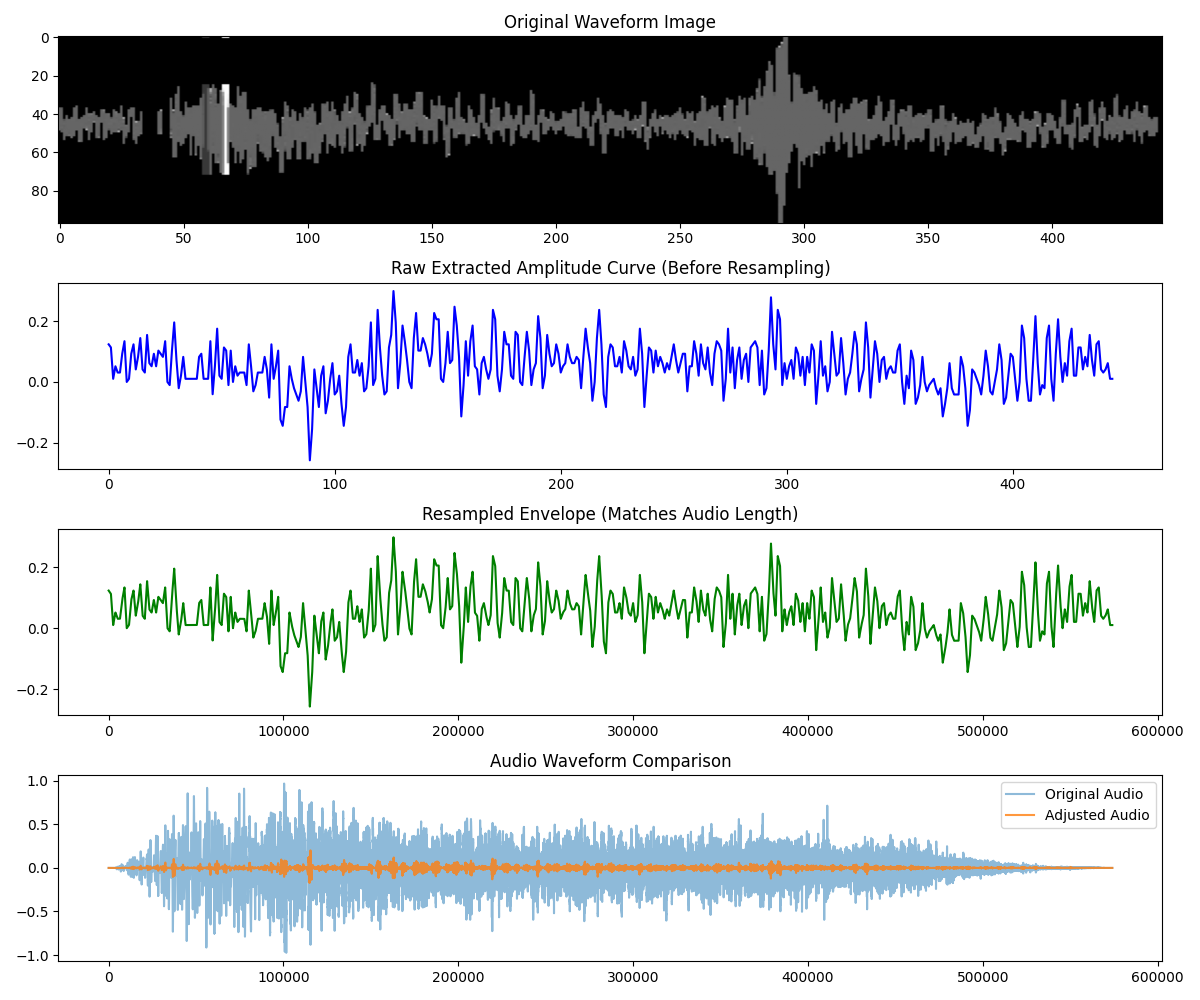 Original Waveform Image
0
20
40
60
80
0 50 100 150 200 250 300 350 400
Raw Extracted Amplitude Curve (Before Resampling)
0.2
0.0
−0.2
0 100 200 300 400
Resampled Envelope (Matches Audio Length)
0.2
0.0
−0.2
0 100000 200000 300000 400000 500000 600000
Audio Waveform Comparison
1.0
0.5
0.0
−0.5
−1.0
Original Audio
Adjusted Audio
0 100000 200000 300000 400000 500000 600000